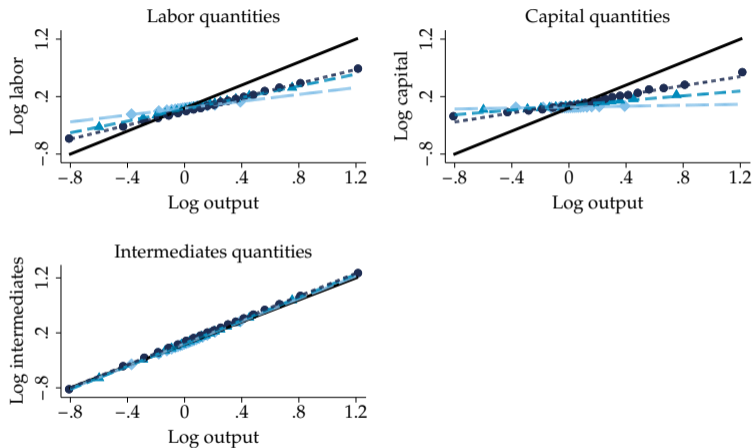 Labor quantities
Log labor
1.2
.2
-.8
-.8 -.4 0 .4 .8 1.2
Log output
Capital quantities
Log capital
1.2
.2
-.8
-.8 -.4 0 .4 .8 1.2
Log output
Intermediates quantities
Log intermediates
1.2
.2
-.8
-.8 -.4 0 .4 .8 1.2
Log output